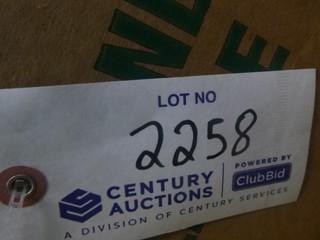 LOT NO
2258
CENTURY
AUCTIONS
POWERED BY
ClubBid
A DIVISION OF CENTURY SERVICES